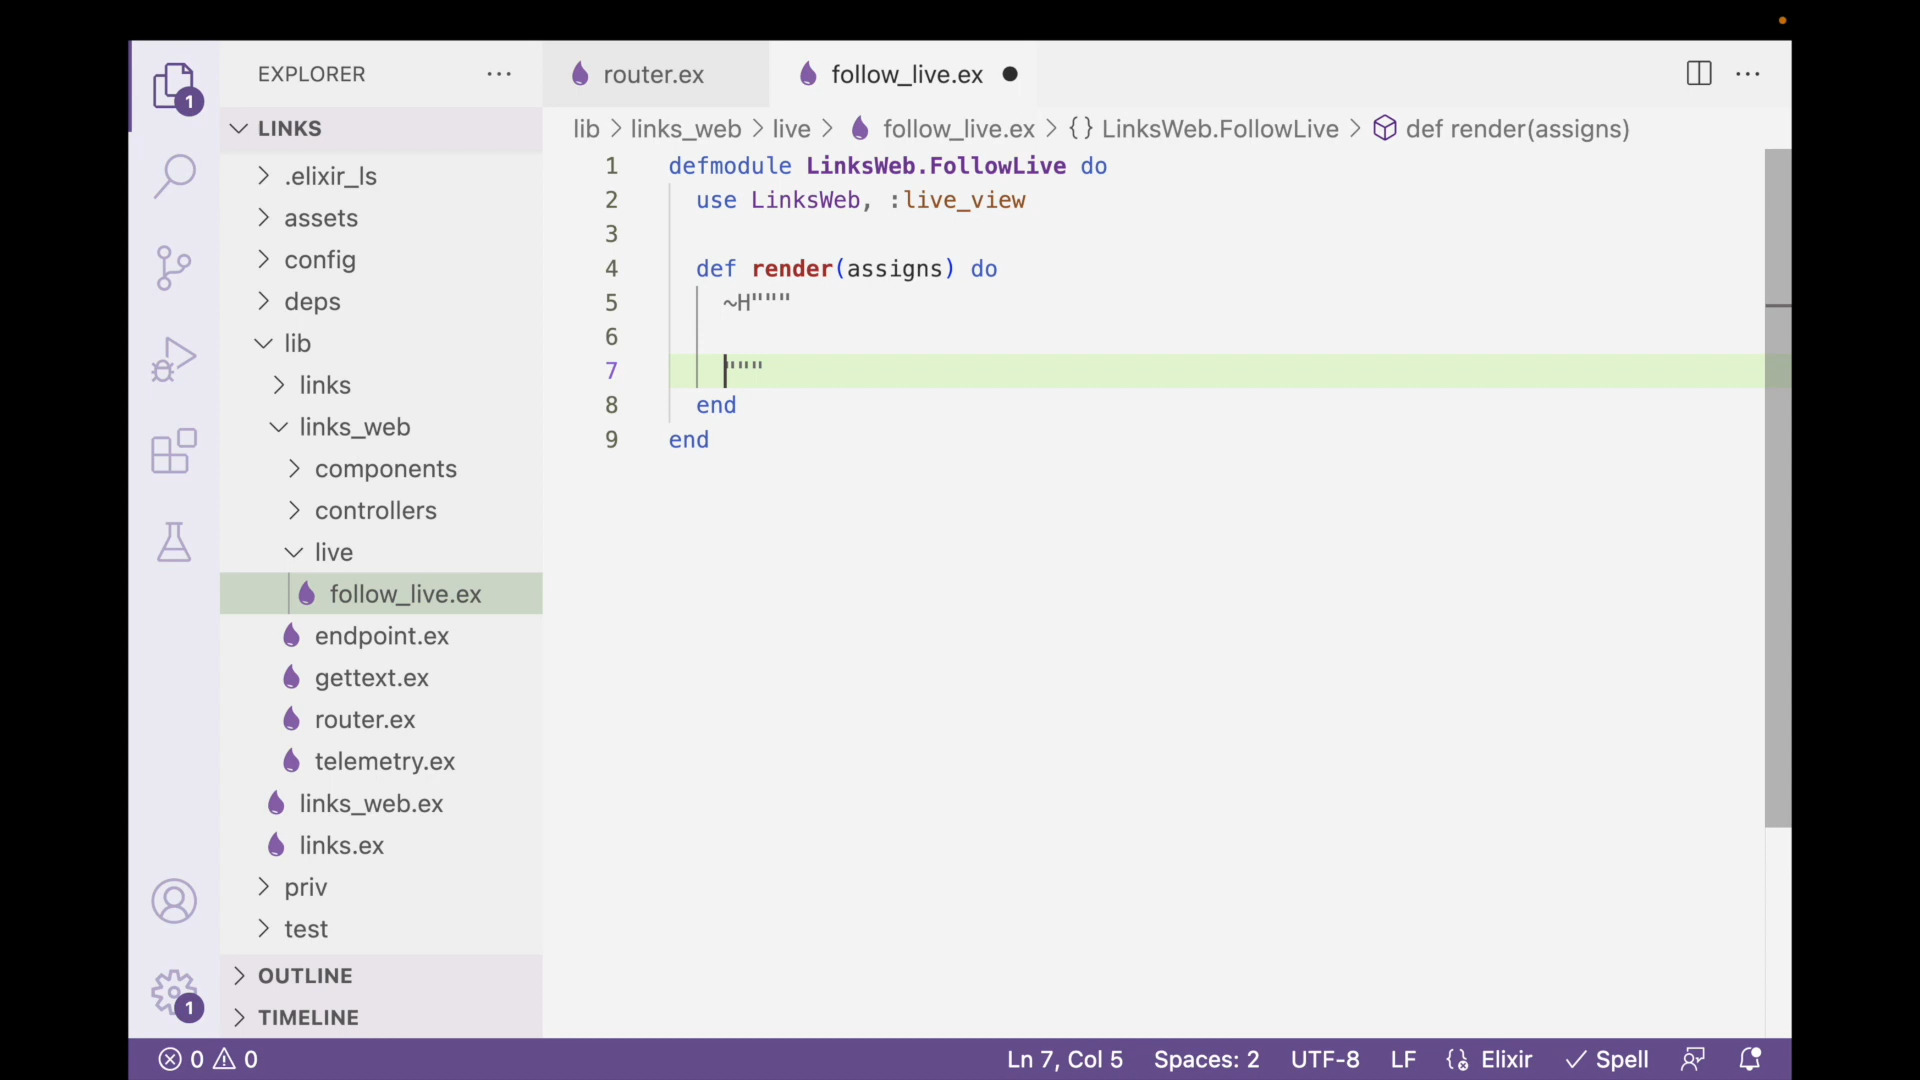 EXPLORER
LINKS
.elixir_ls
assets
config
deps
lib
links
links_web
components
controllers
live
follow_live.ex
endpoint.ex
gettext.ex
router.ex
telemetry.ex
links_web.ex
links.ex
priv
test
OUTLINE
TIMELINE
1
1
router.ex
follow_live.ex
lib > links_web > live > follow_live.ex > {} LinksWeb.FollowLive > def render(assigns)
1 defmodule LinksWeb.FollowLive do
2 use LinksWeb, :live_view
3
4 def render(assigns) do
5 ~H"""
6
7 """
8 end
9 end
0 0
Ln 7, Col 5 Spaces: 2 UTF-8 LF Elixir Spell